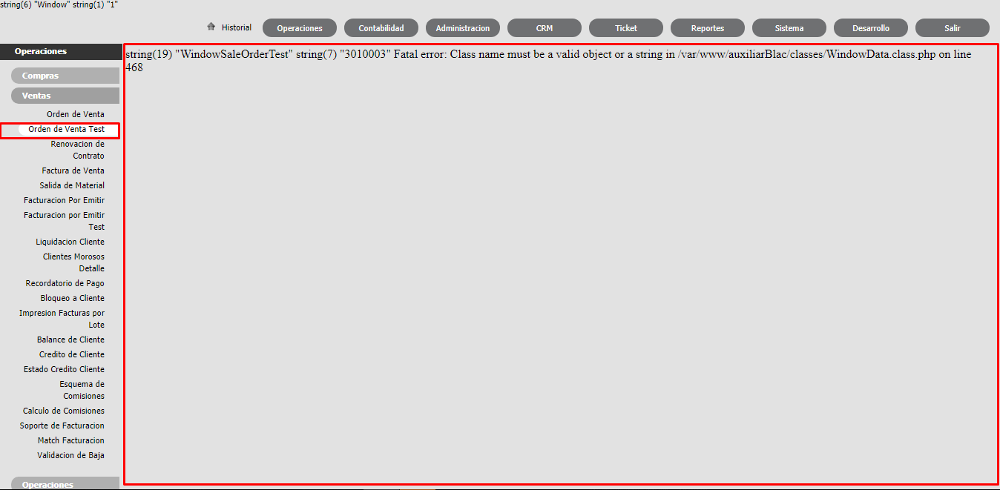 string(6) "Window" string(1) "1"
Historial
Operaciones
Contabilidad
Administracion
CRM
Ticket
Reportes
Sistema
Desarrollo
Salir
Operaciones
Compras
Ventas
Orden de Venta
Orden de Venta Test
Renovacion de
Contrato
Factura de Venta
Salida de Material
Facturacion Por Emitir
Facturacion por Emitir
Test
Liquidacion Cliente
Clientes Morosos
Detalle
Recordatorio de Pago
Bloqueo a Cliente
Impresion Facturas por
Lote
Balance de Cliente
Credito de Cliente
Estado Credito Cliente
Esquema de
Comisiones
Calculo de Comisiones
Soporte de Facturacion
Match Facturacion
Validacion de Baja
Operaciones
string(19) "WindowSaleOrderTest" string(7) "3010003" Fatal error: Class name must be a valid object or a string in /var/www/auxiliarBlac/classes/WindowData.class.php on line
468